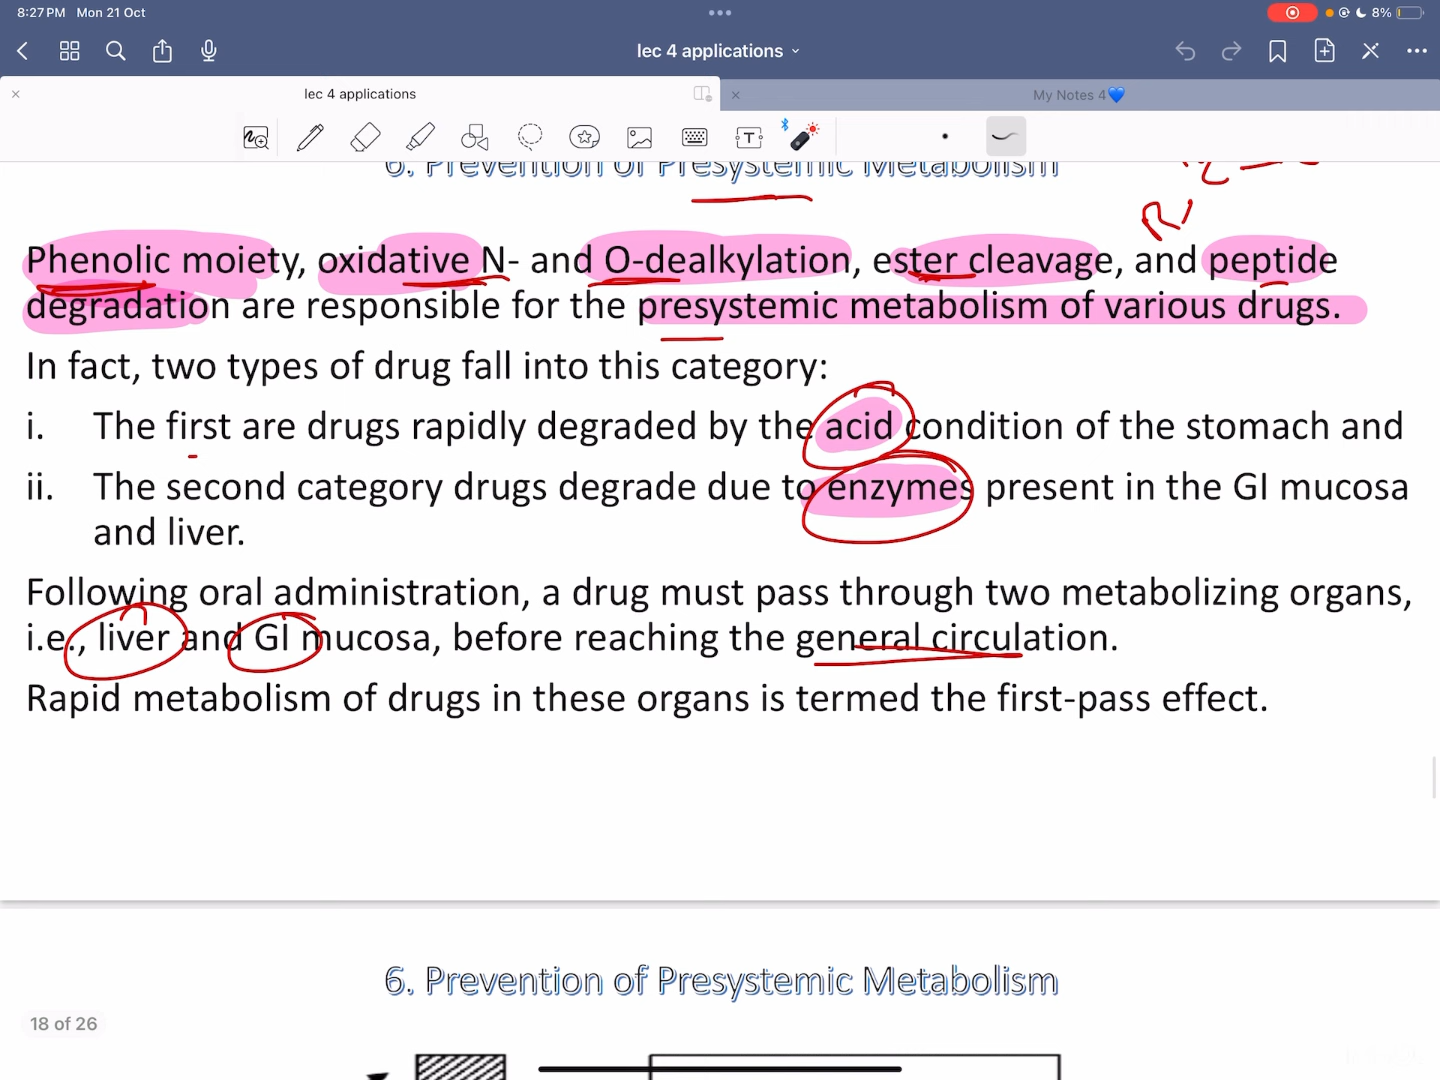 8:27 PM Mon 21 Oct
8%
lec 4 applications
lec 4 applications
My Notes 4💙
6. Prevention of Presystemic Metabolism
Phenolic moiety, oxidative N- and O-dealkylation, ester cleavage, and peptide
degradation are responsible for the presystemic metabolism of various drugs.
In fact, two types of drug fall into this category:
i. The first are drugs rapidly degraded by the acid condition of the stomach and
ii. The second category drugs degrade due to enzymes present in the GI mucosa
and liver.
Following oral administration, a drug must pass through two metabolizing organs,
i.e., liver and GI mucosa, before reaching the general circulation.
Rapid metabolism of drugs in these organs is termed the first-pass effect.
6. Prevention of Presystemic Metabolism
18 of 26